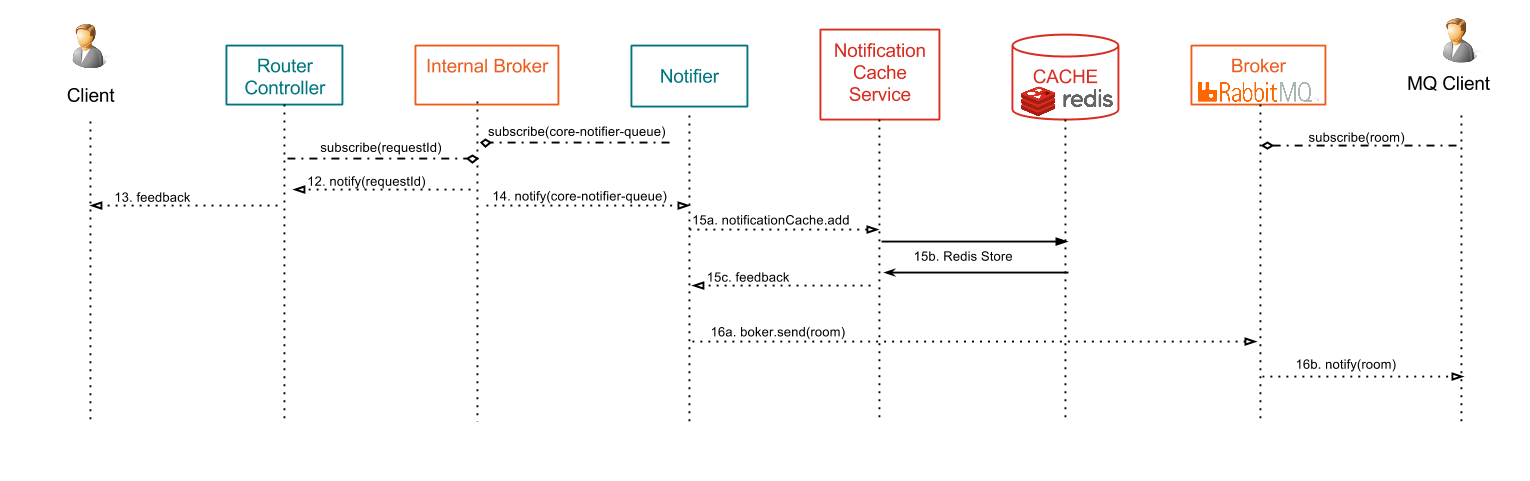 Client
Router
Controller
Internal Broker
Notifier
Notification
Cache
Service
CACHE
redis
Broker
RabbitMQ
MQ Client
subscribe(core-notifier-queue)
subscribe(room)
subscribe(requestId)
12. notify(requestId)
13. feedback
14. notify(core-notifier-queue)
15a. notificationCache.add
15b. Redis Store
15c. feedback
16a. boker.send(room)
16b. notify(room)